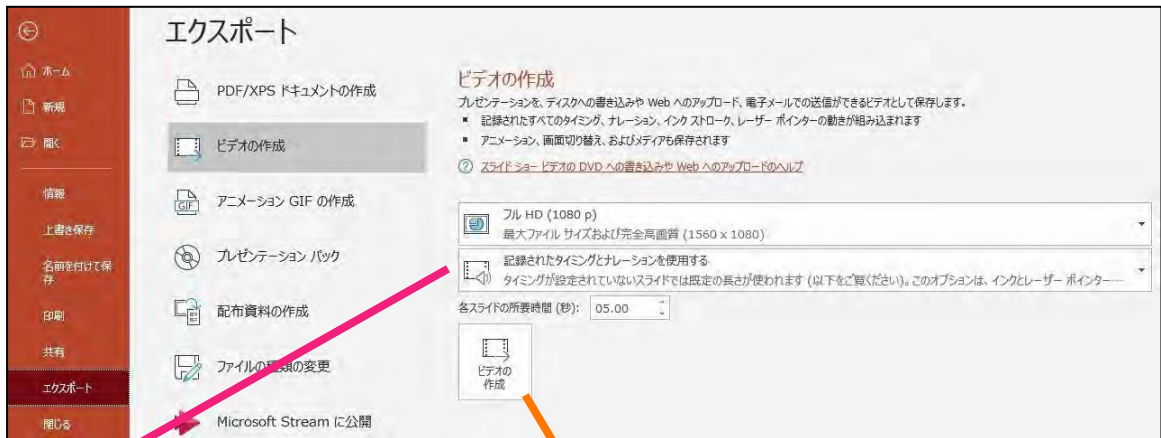 エクスポート
ホーム
新規
開く
情報
上書き保存
名前を付けて保
存
印刷
共有
エクスポート
閉じる
PDF/XPS ドキュメントの作成
ビデオの作成
アニメーション GIF の作成
GIF
プレゼンテーション パック
配布資料の作成
ファイルの種類の変更
Microsoft Stream に公開
ビデオの作成
プレゼンテーションを、ディスクへの書き込みや Web へのアップロード、電子メールでの送信ができるビデオとして保存します。
▪ 記録されたすべてのタイミング、ナレーション、インク ストローク、レーザー ポインターの動きが組み込まれます
▪ アニメーション、画面切り替え、およびメディアも保存されます
? スライド ショー ビデオの DVD への書き込みや Web へのアップロードのヘルプ
フル HD (1080 p)
最大ファイル サイズおよび完全高画質 (1560 x 1080)
記録されたタイミングとナレーションを使用する
タイミングが設定されていないスライドでは既定の長さが使われます (以下をご覧ください)。このオプションは、インクとレーザー ポインター…
各スライドの所要時間 (秒): 05.00
ビデオの
作成